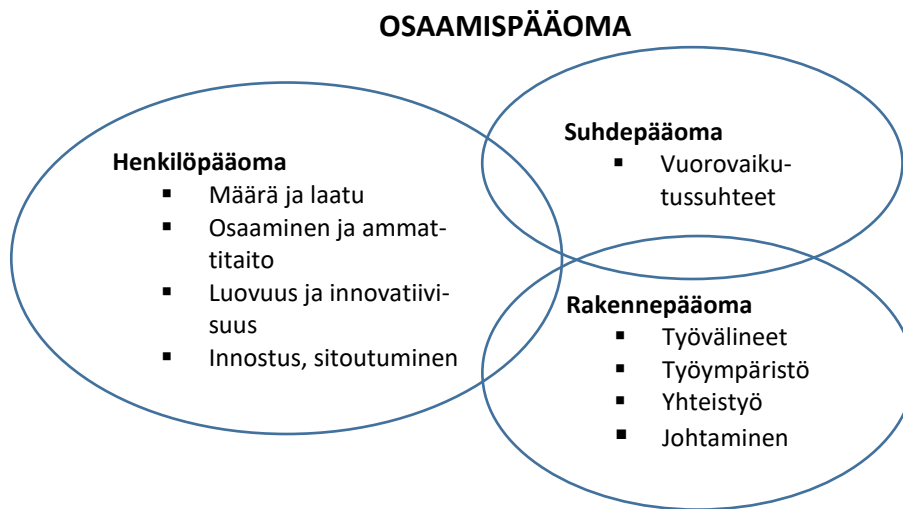 OSAAMISPÄÄOMA
Henkilöpääoma
▪ Määrä ja laatu
▪ Osaaminen ja ammat-
titaito
▪ Luovuus ja innovatiivi-
suus
▪ Innostus, sitoutuminen
Suhdepääoma
▪ Vuorovaiku-
tussuhteet
Rakennepääoma
▪ Työvälineet
▪ Työympäristö
▪ Yhteistyö
▪ Johtaminen